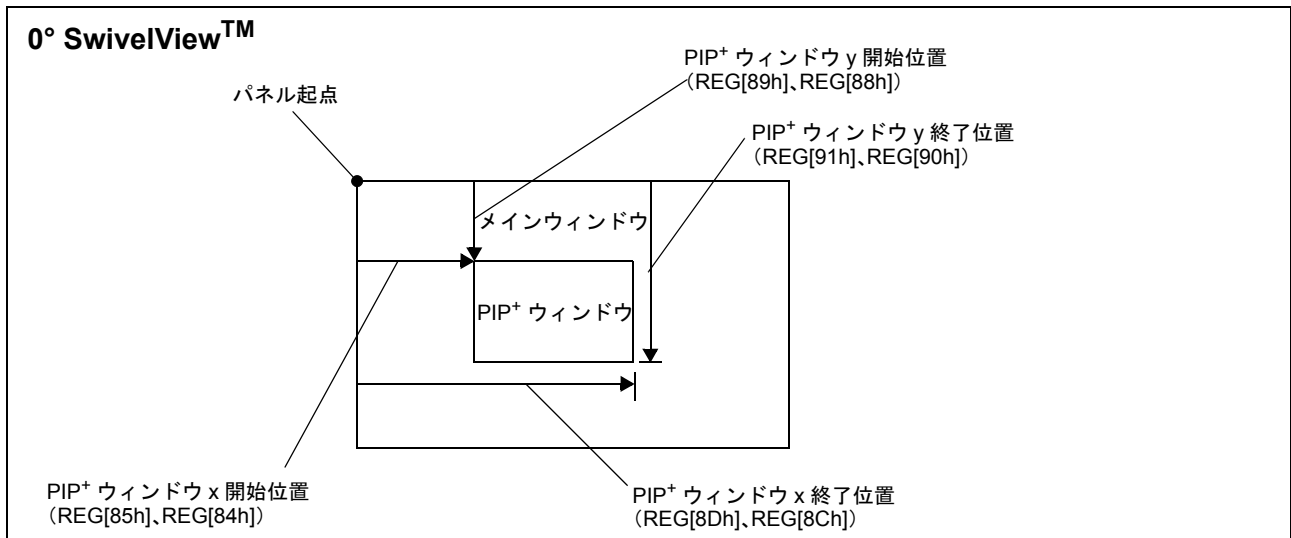 0° SwivelView™
PIP+ ウィンドウ y 開始位置
（REG[89h]、REG[88h]）
パネル起点
PIP+ ウィンドウ y 終了位置
（REG[91h]、REG[90h]）
メインウィンドウ
PIP+ ウィンドウ
PIP+ ウィンドウ x 開始位置
（REG[85h]、REG[84h]）
PIP+ ウィンドウ x 終了位置
（REG[8Dh]、REG[8Ch]）